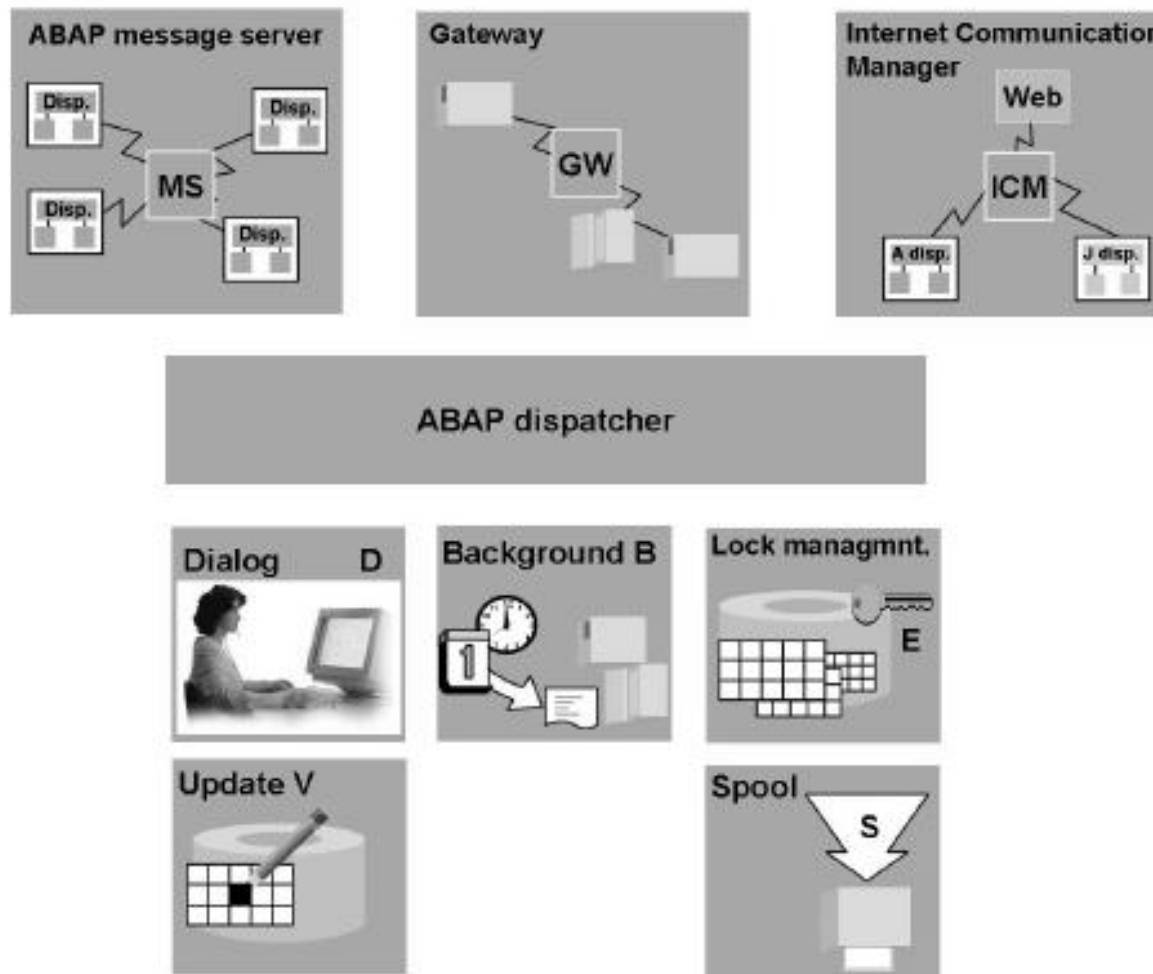 ABAP message server
Disp.
Disp.
MS
Disp.
Disp.
Gateway
GW
Internet Communication
Manager
Web
ICM
A disp.
J disp.
ABAP dispatcher
Dialog D
Background B
1
Lock managmnt.
E
Update V
Spool
S